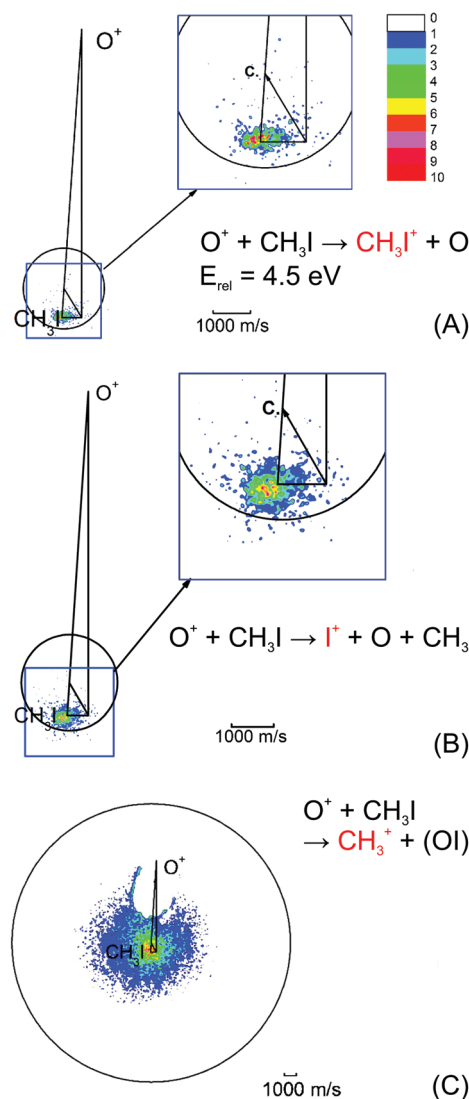 O⁺
C.
0
1
2
3
4
5
6
7
8
9
10
O⁺ + CH₃I → CH₃I⁺ + O
E_rel = 4.5 eV
CH₃I
1000 m/s
(A)
O⁺
C.
O⁺ + CH₃I → I⁺ + O + CH₃
CH₃I
1000 m/s
(B)
O⁺ + CH₃I
→ CH₃⁺ + (OI)
O⁺
CH₃I
1000 m/s
(C)